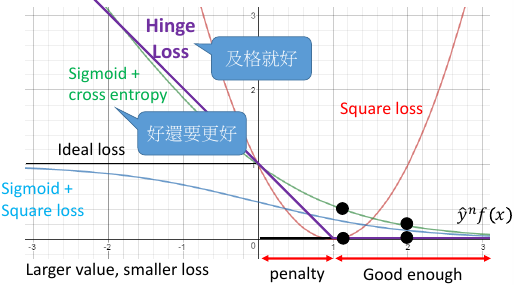 3
Hinge
Loss
及格就好
Sigmoid +
cross entropy
2
Square loss
好還要更好
Ideal loss
1
Sigmoid +
Square loss
ŷⁿf(x)
-3 -2 -1 0 1 2 3
Larger value, smaller loss
penalty
Good enough